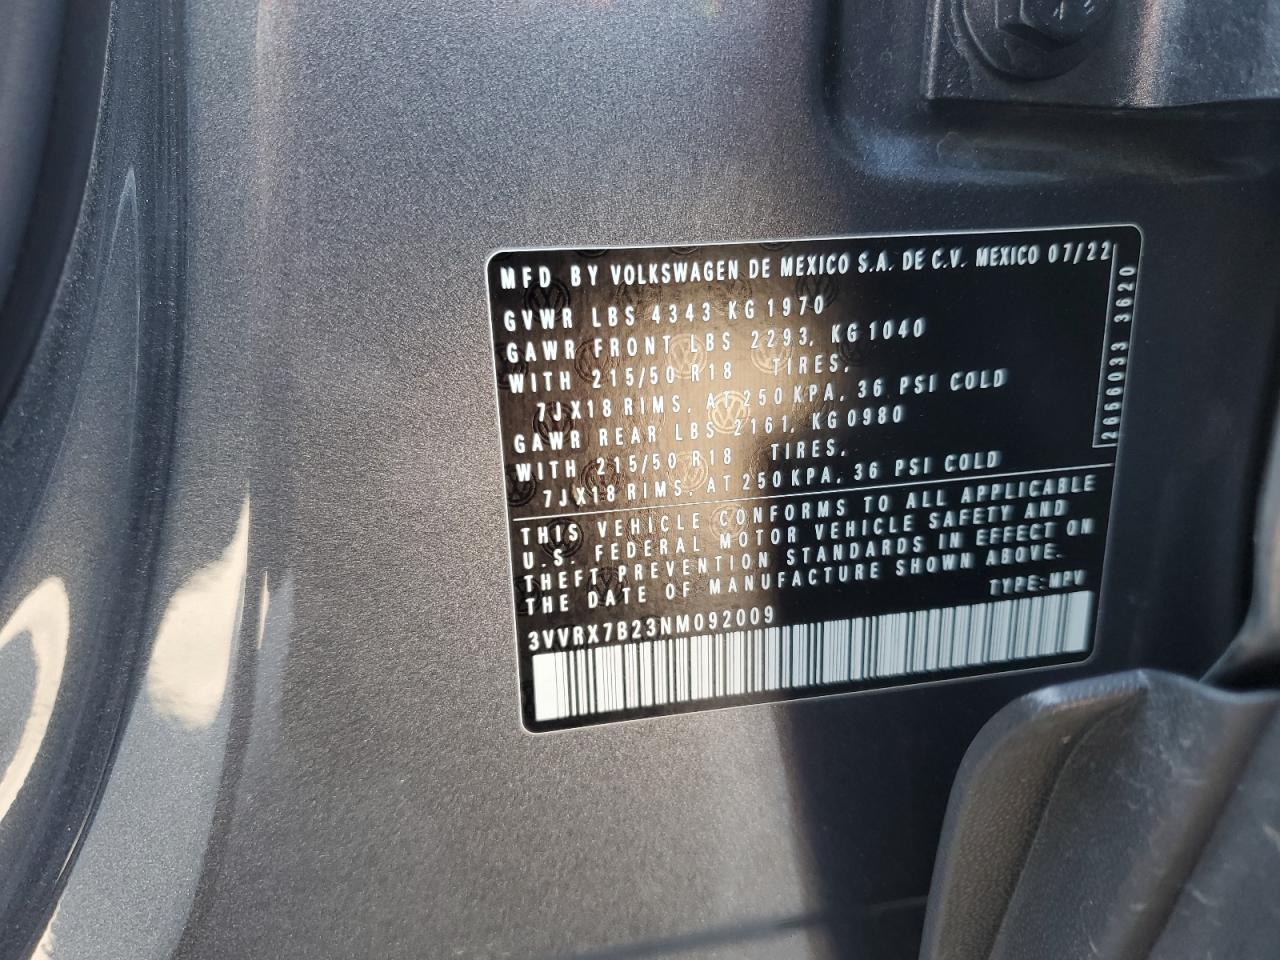 MFD BY VOLKSWAGEN DE MEXICO S.A. DE C.V. MEXICO 07/22
GVWR LBS 4343 KG 1970
GAWR FRONT LBS 2293, KG 1040
WITH 215/50 R18 TIRES,
7JX18 RIMS, AT 250 KPA, 36 PSI COLD
GAWR REAR LBS 2161, KG 0980
WITH 215/50 R18 TIRES,
7JX18 RIMS, AT 250 KPA, 36 PSI COLD
THIS VEHICLE CONFORMS TO ALL APPLICABLE
U.S. FEDERAL MOTOR VEHICLE SAFETY AND
THEFT PREVENTION STANDARDS IN EFFECT ON
THE DATE OF MANUFACTURE SHOWN ABOVE.
TYPE: MPV
3VVRX7B23NM092009
2656033 3620